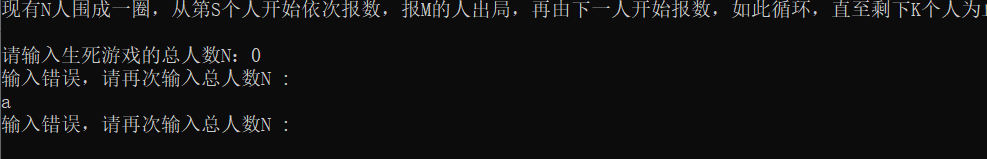 现有N人围成一圈，从第S个人开始依次报数，报M的人出局，再由下一人开始报数，如此循环，直至剩下K个人为
请输入生死游戏的总人数N：0
输入错误，请再次输入总人数N :
a
输入错误，请再次输入总人数N :